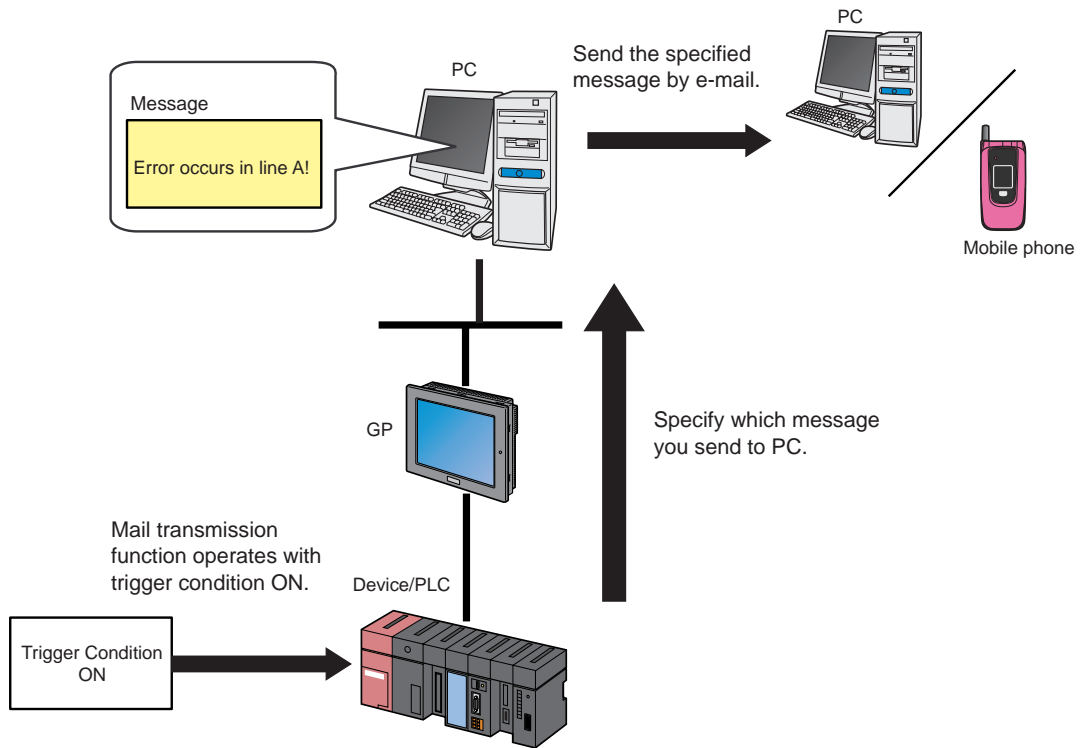 PC
Send the specified
message by e-mail.
PC
Message
Error occurs in line A!
Mobile phone
GP
Specify which message
you send to PC.
Mail transmission
function operates with
trigger condition ON.
Device/PLC
Trigger Condition
ON